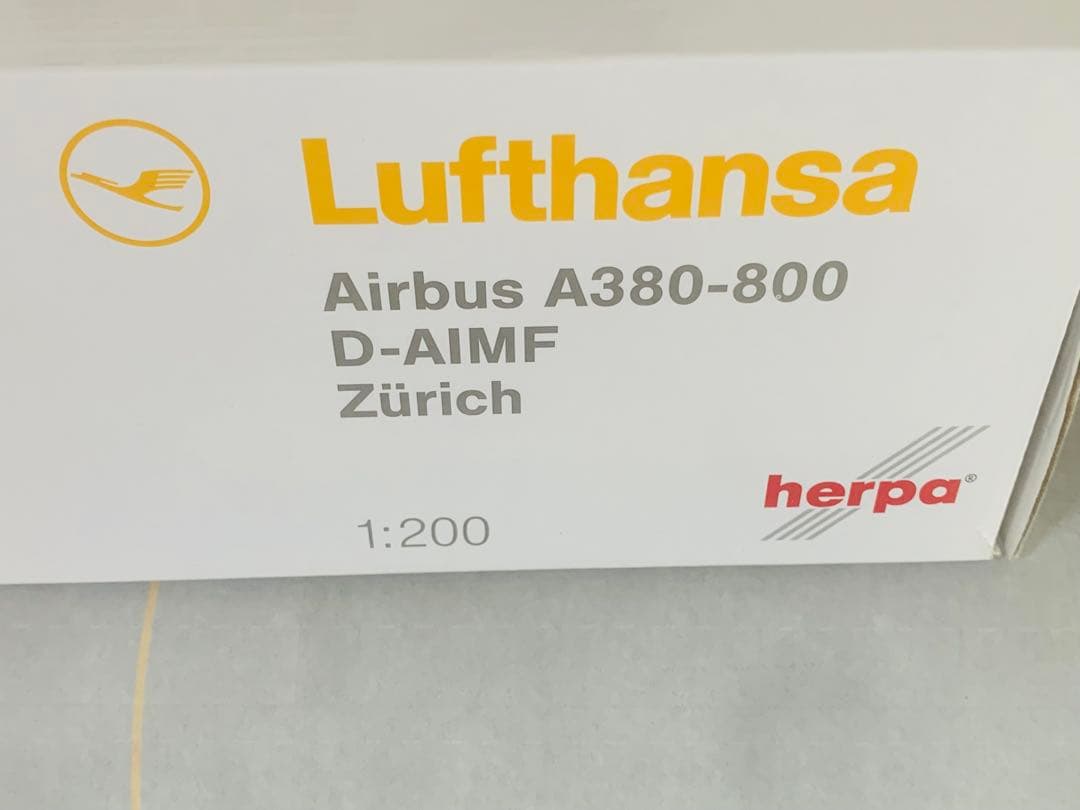 Lufthansa
Airbus A380-800
D-AIMF
Zürich
herpa®
1:200